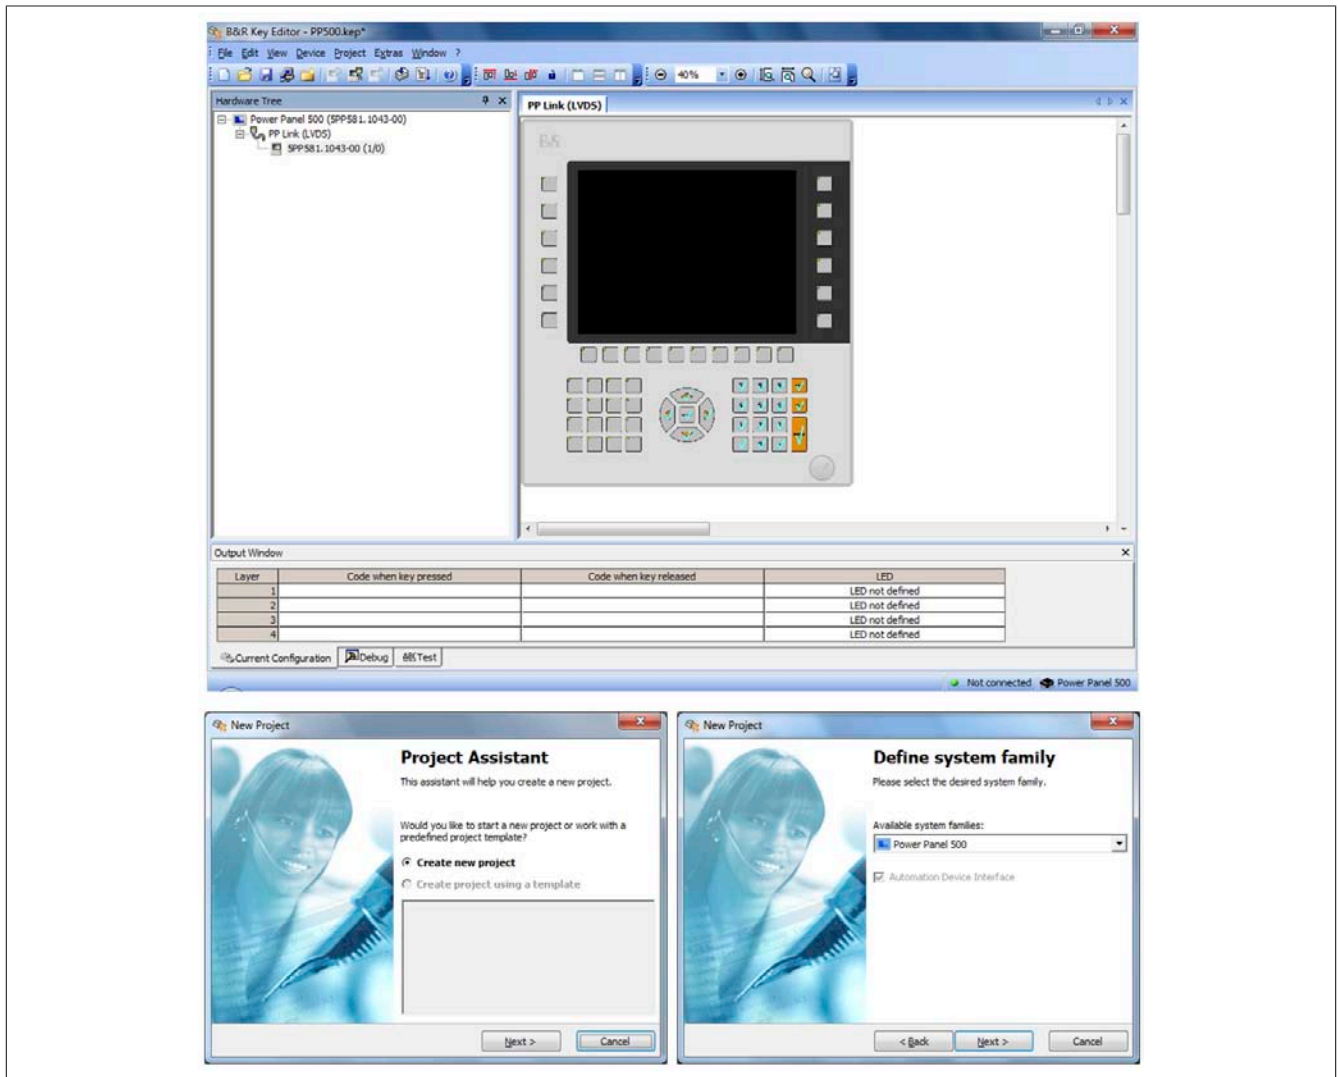 B&R Key Editor - PP500.kep*
File Edit View Device Project Extras Window ?
40%
Hardware Tree
Power Panel 500 (5PP581.1043-00)
PP Link (LVDS)
5PP581.1043-00 (1/0)
PP Link (LVDS)
B&R
Output Window
Layer Code when key pressed Code when key released LED
1 LED not defined
2 LED not defined
3 LED not defined
4 LED not defined
Current Configuration Debug Test
Not connected Power Panel 500
New Project
Project Assistant
This assistant will help you create a new project.
Would you like to start a new project or work with a
predefined project template?
Create new project
Create project using a template
Next > Cancel
New Project
Define system family
Please select the desired system family.
Available system families:
Power Panel 500
Automation Device Interface
< Back Next > Cancel